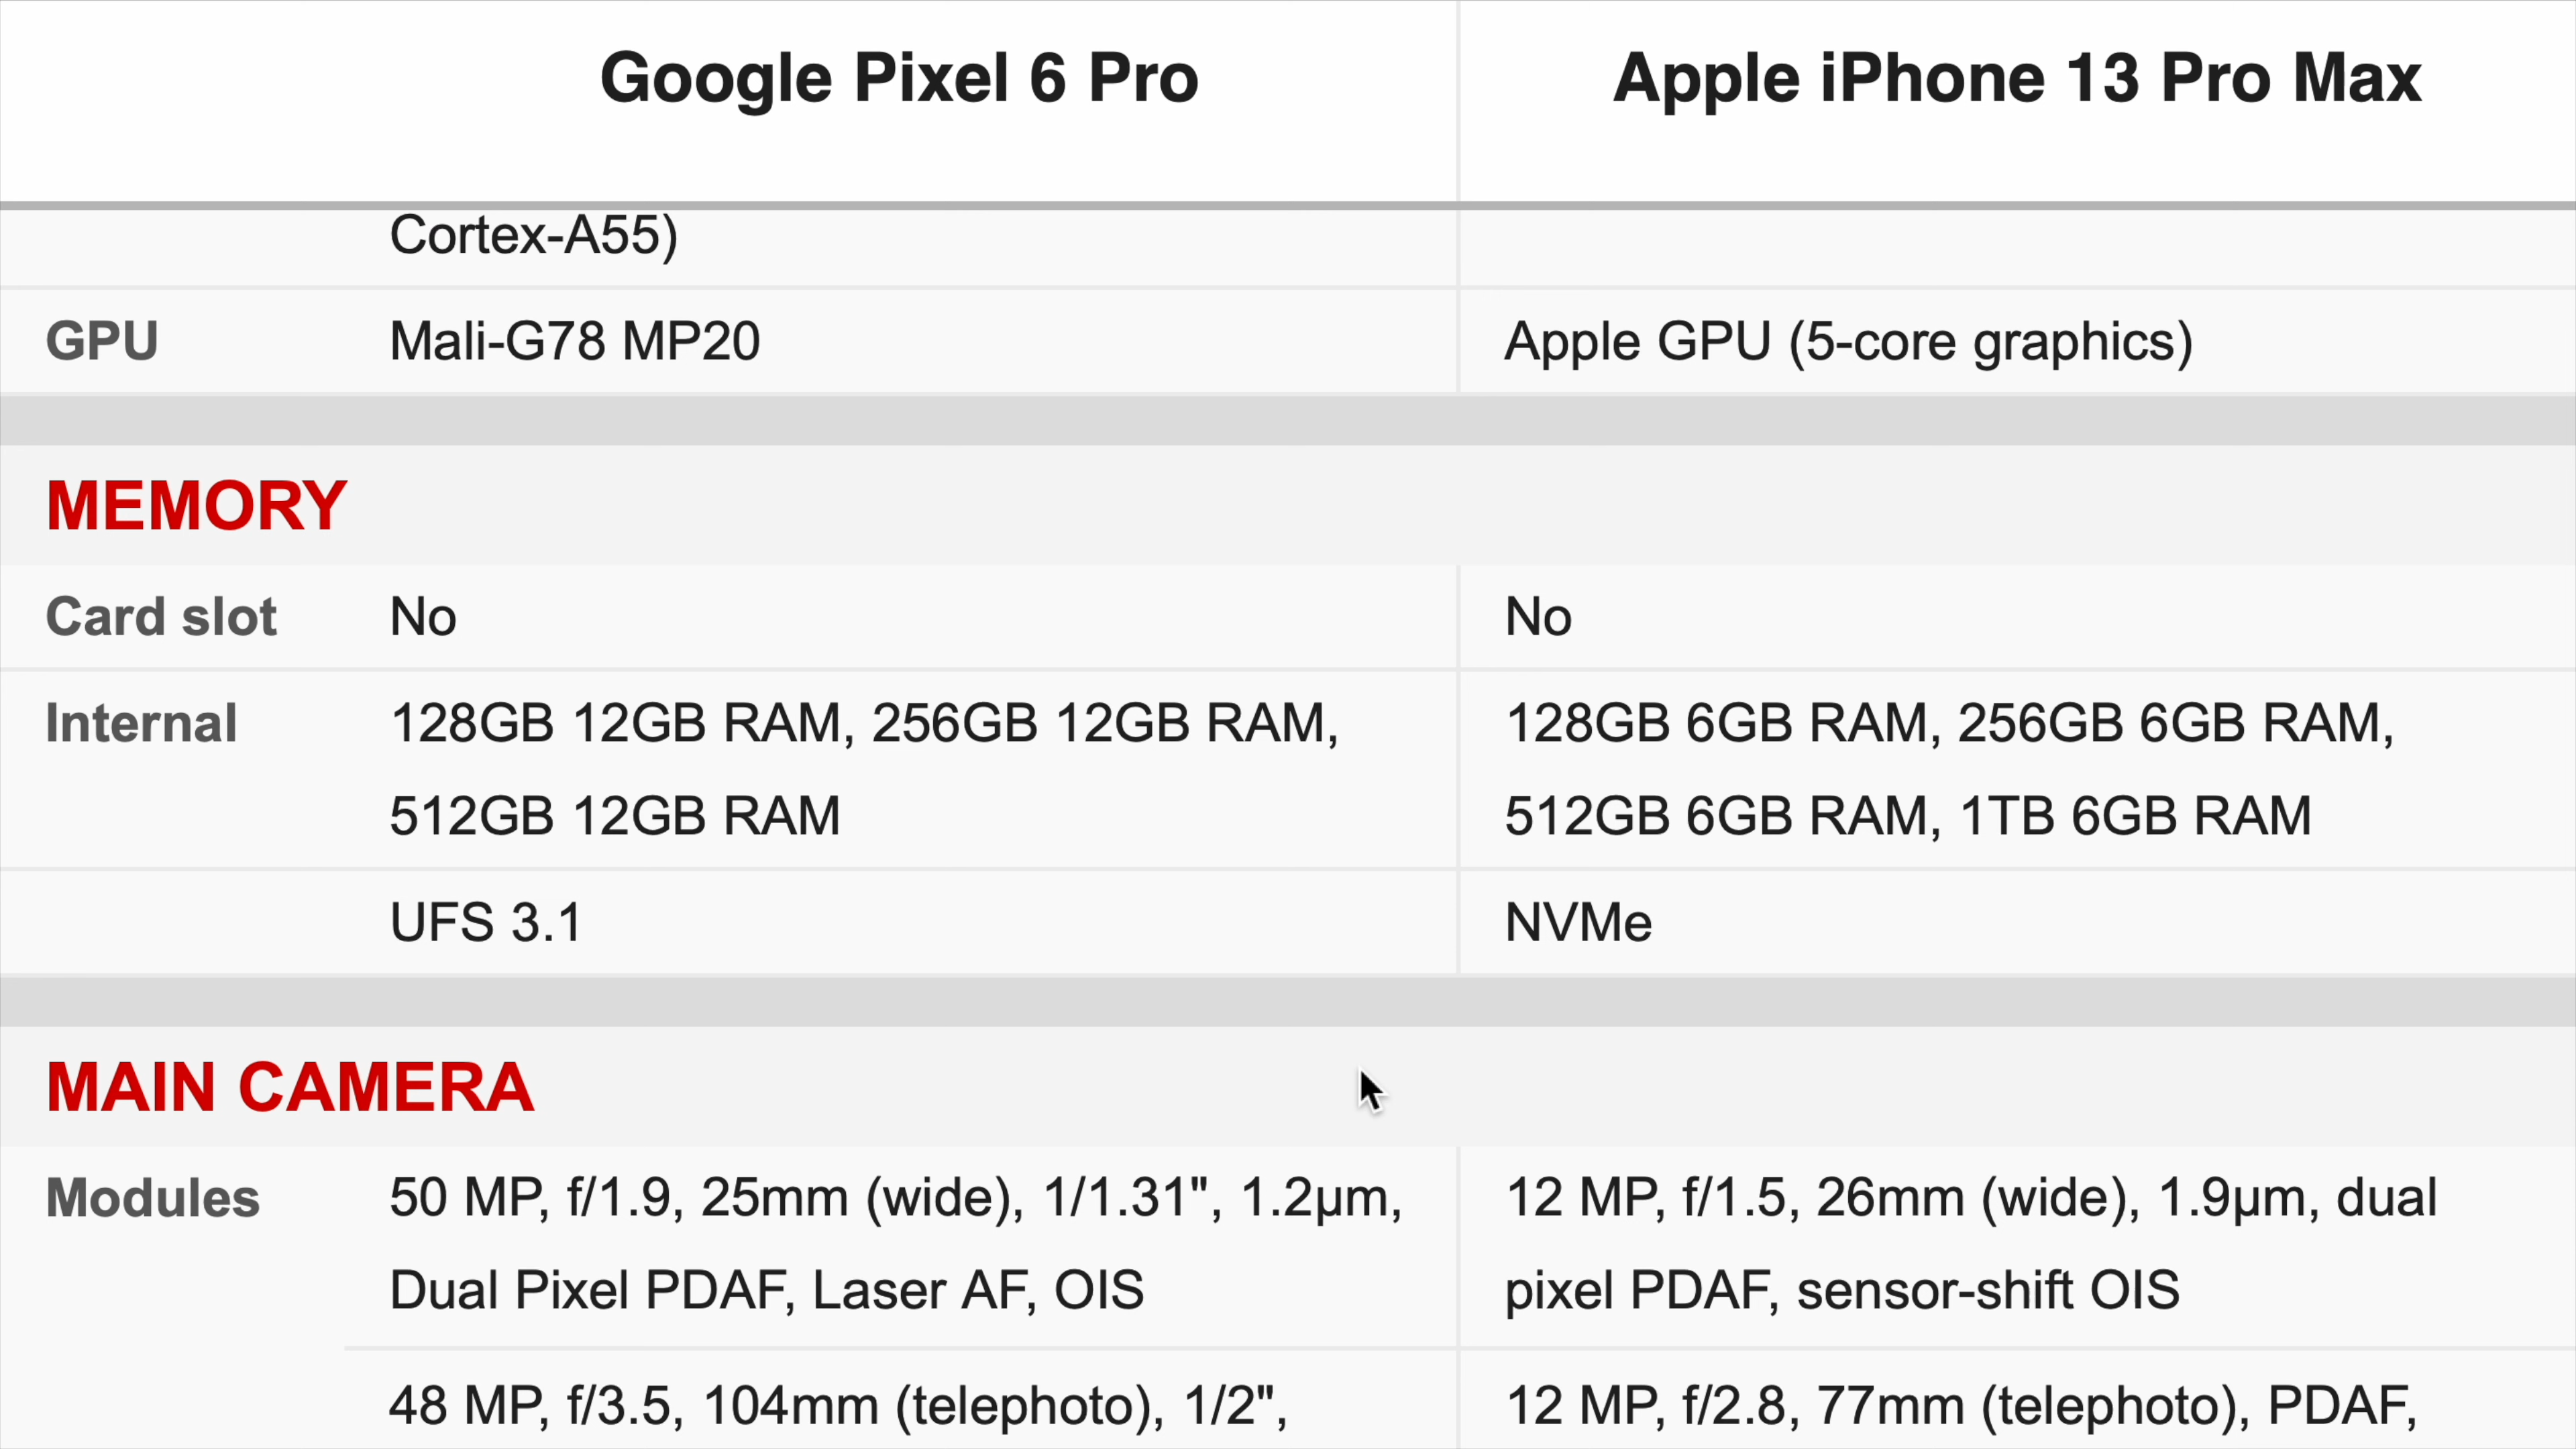 Google Pixel 6 Pro
Apple iPhone 13 Pro Max
Cortex-A55)
GPU
Mali-G78 MP20
Apple GPU (5-core graphics)
MEMORY
Card slot
No
No
Internal
128GB 12GB RAM, 256GB 12GB RAM,
512GB 12GB RAM
128GB 6GB RAM, 256GB 6GB RAM,
512GB 6GB RAM, 1TB 6GB RAM
UFS 3.1
NVMe
MAIN CAMERA
Modules
50 MP, f/1.9, 25mm (wide), 1/1.31", 1.2µm,
Dual Pixel PDAF, Laser AF, OIS
12 MP, f/1.5, 26mm (wide), 1.9µm, dual
pixel PDAF, sensor-shift OIS
48 MP, f/3.5, 104mm (telephoto), 1/2",
12 MP, f/2.8, 77mm (telephoto), PDAF,